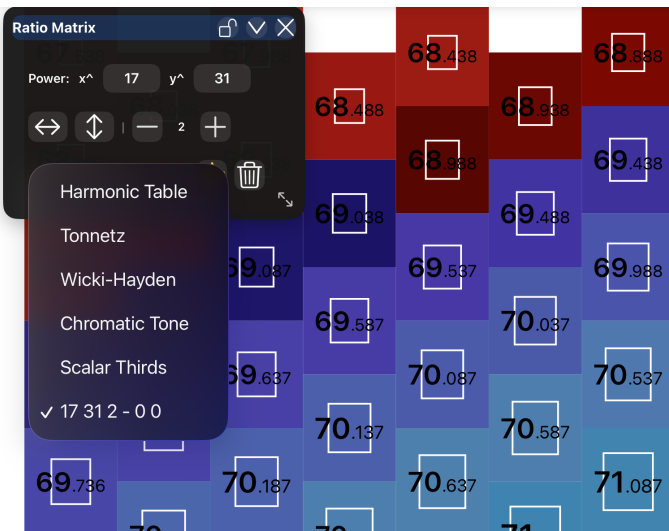 Ratio Matrix
Power: x^ 17 y^ 31
| 2
Harmonic Table
Tonnetz
Wicki-Hayden
Chromatic Tone
Scalar Thirds
✓ 17 31 2 - 0 0
68.438 68.888
68.488 68.938
68.988 69.438
69.038 69.488
69.087 69.537 69.988
69.587 70.037
69.637 70.087 70.537
70.137 70.587
69.736 70.187 70.637 71.087